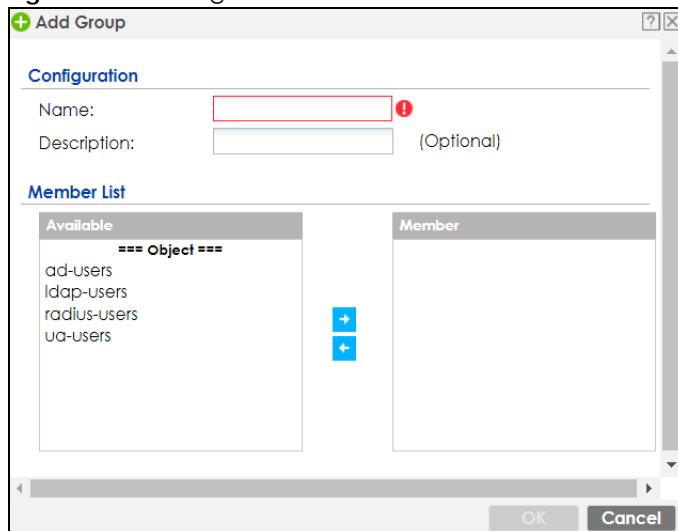 Add Group
?
Configuration
Name:
Description: (Optional)
Member List
Available Member
=== Object ===
ad-users
ldap-users
radius-users
ua-users
OK Cancel